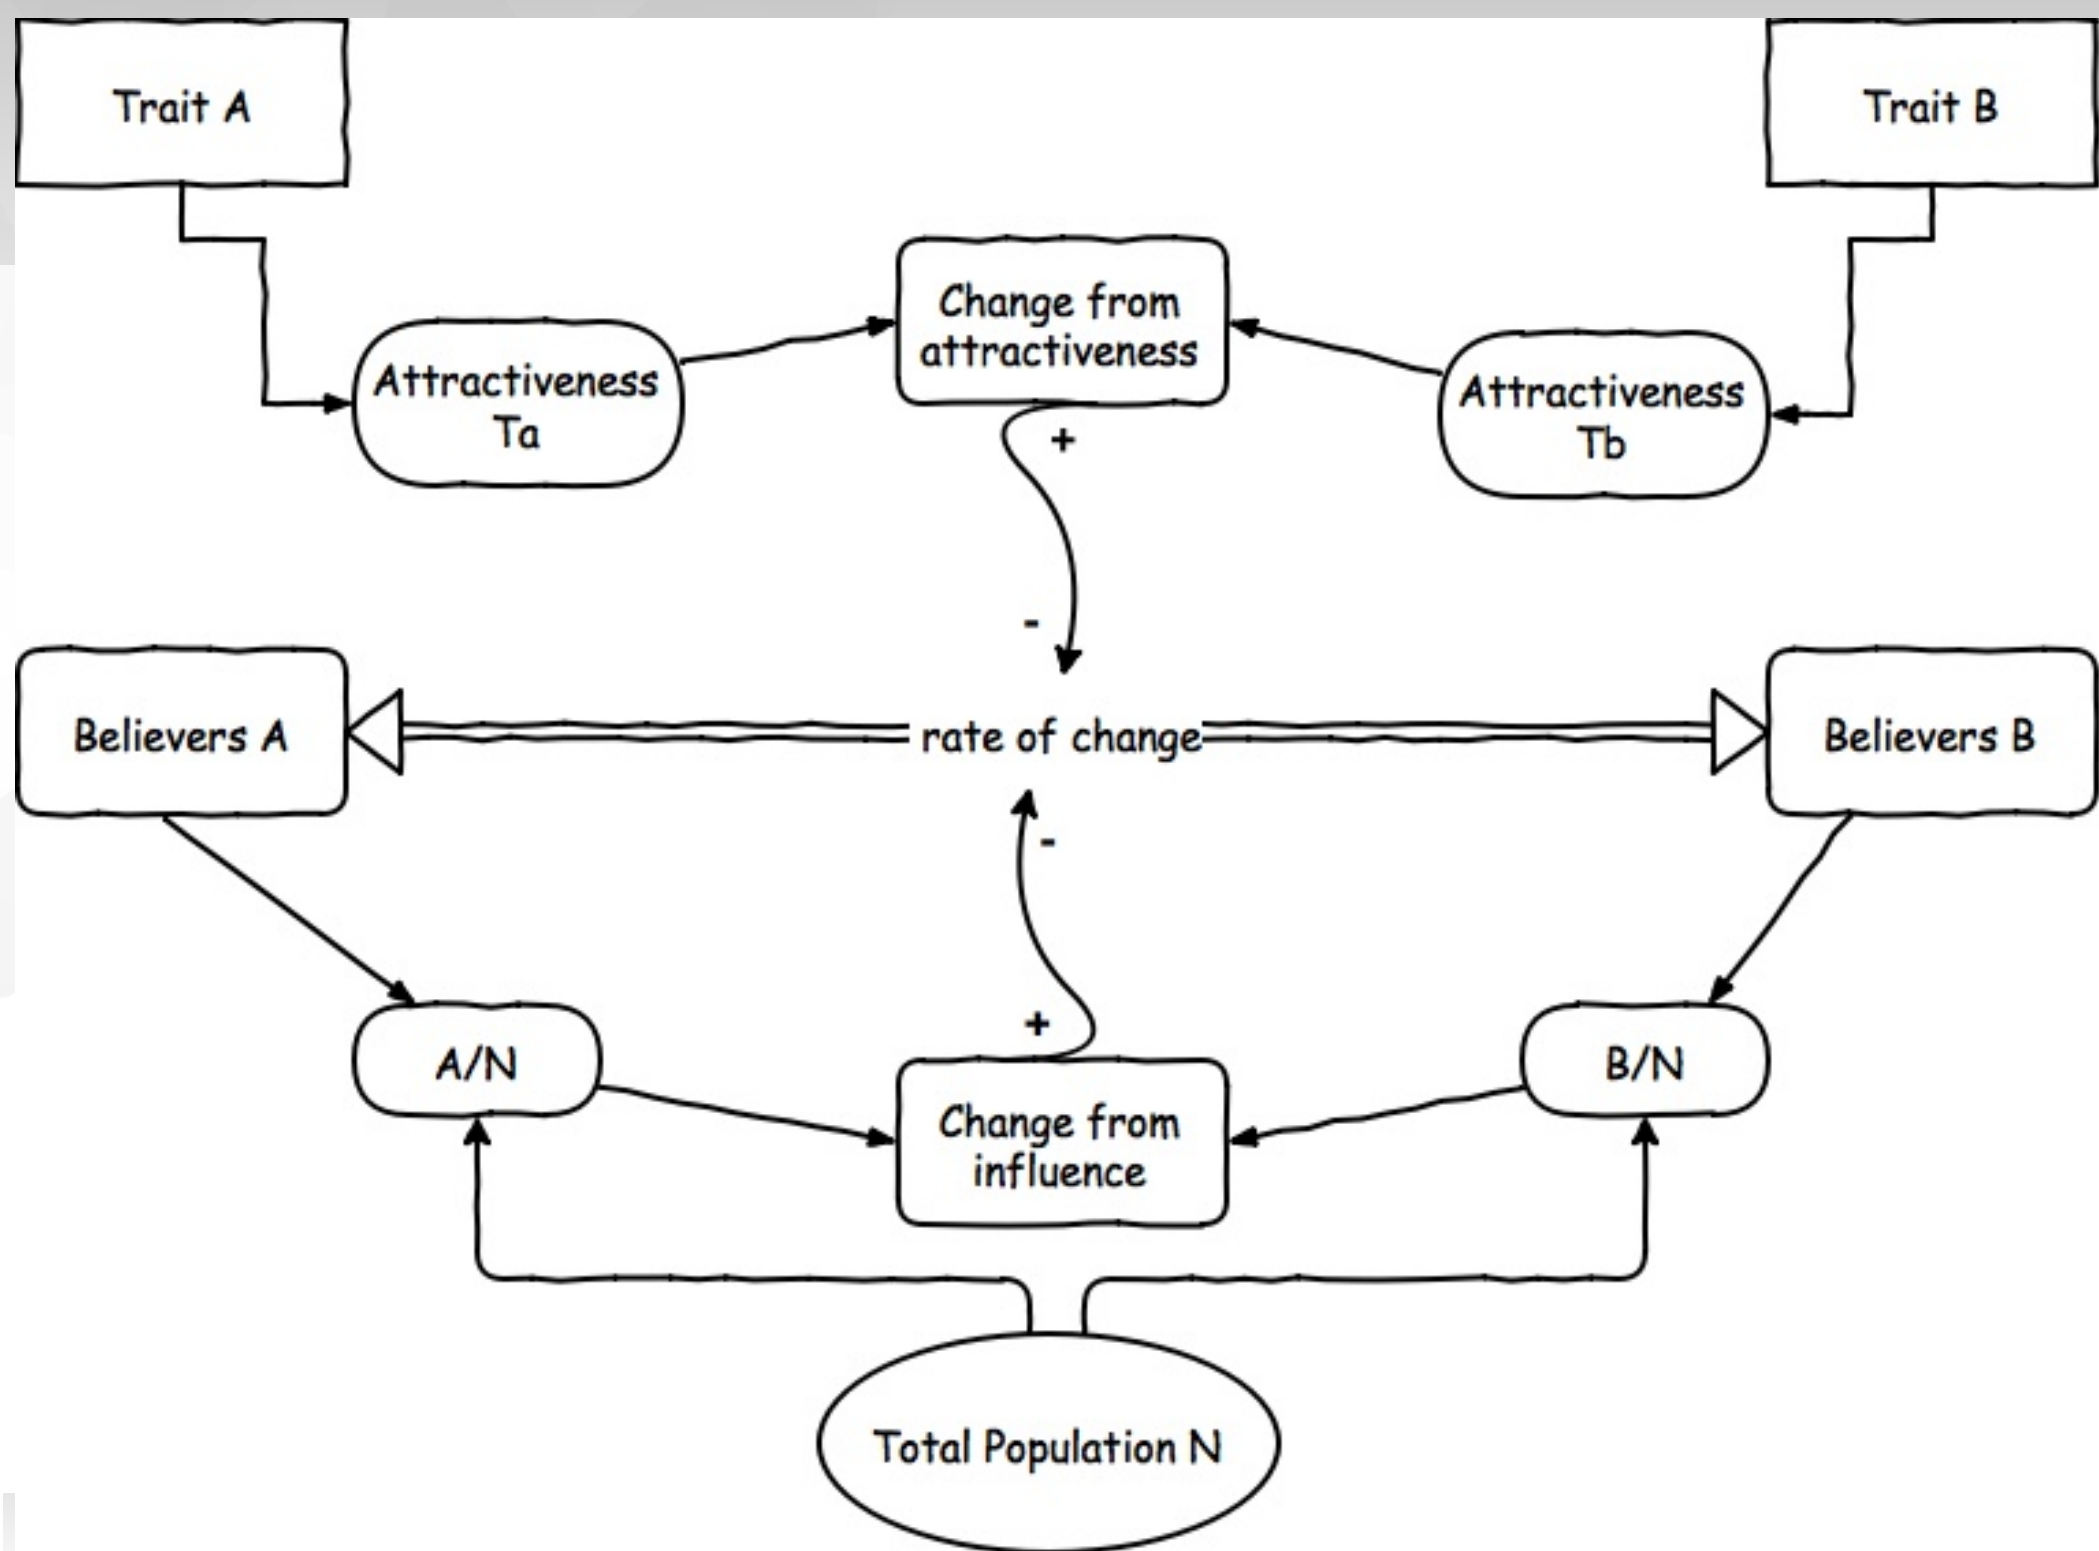 Trait A
Trait B
Change from
attractiveness
Attractiveness
Ta
Attractiveness
Tb
+
-
Believers A
rate of change
Believers B
-
+
A/N
B/N
Change from
influence
Total Population N